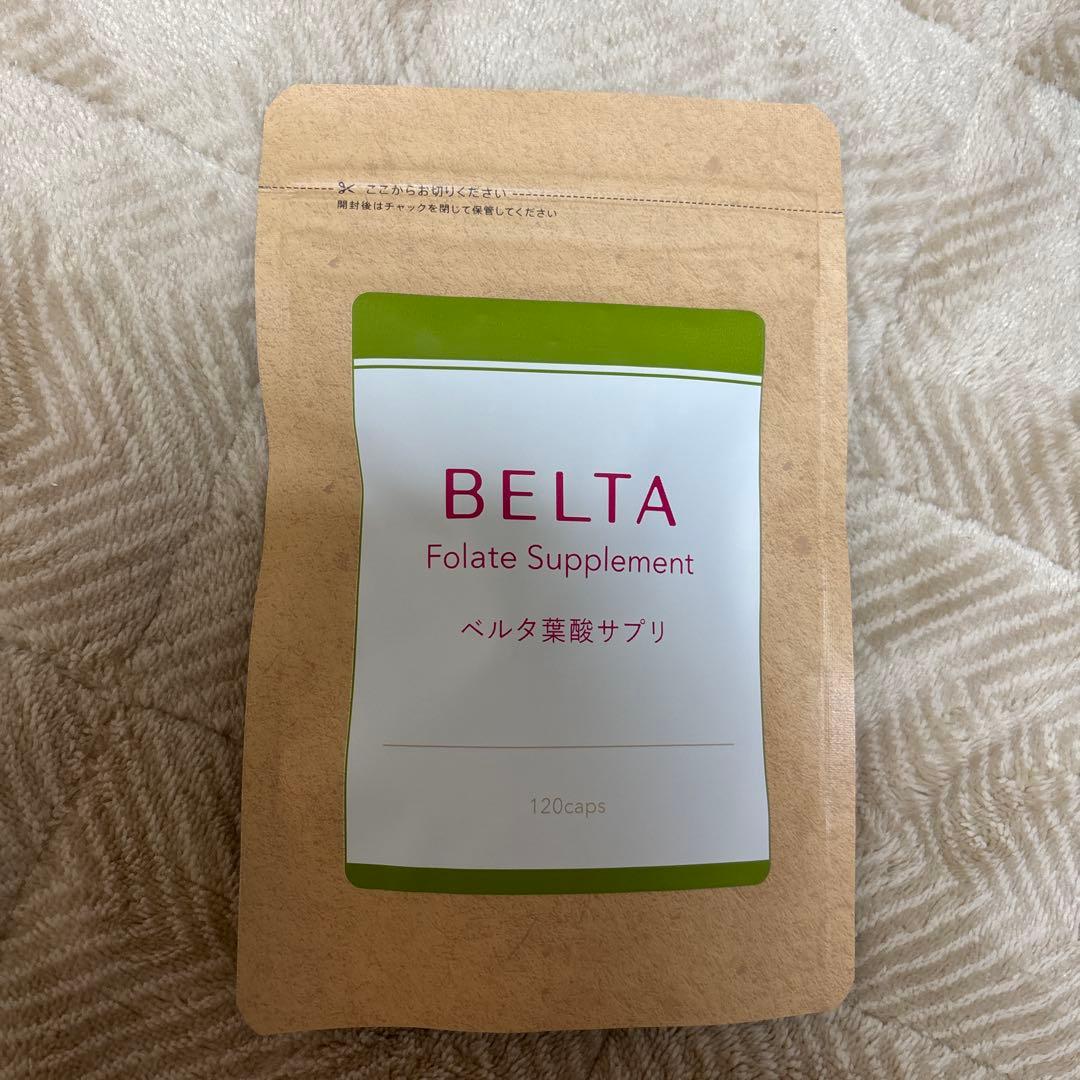 ここからお切りください
開封後はチャックを閉じて保管してください
BELTA
Folate Supplement
ベルタ葉酸サプリ
120caps